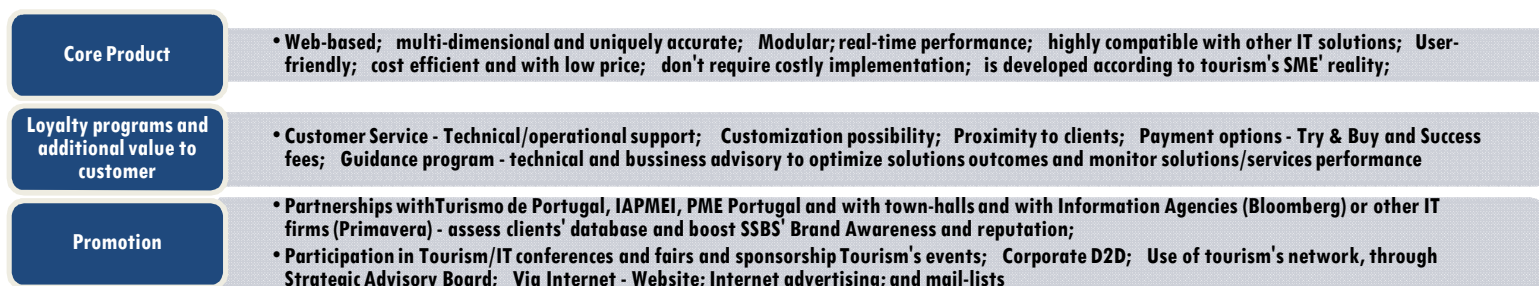 Core Product
• Web-based; multi-dimensional and uniquely accurate; Modular; real-time performance; highly compatible with other IT solutions; User-
friendly; cost efficient and with low price; don't require costly implementation; is developed according to tourism's SME' reality;
Loyalty programs and
additional value to
customer
• Customer Service - Technical/operational support; Customization possibility; Proximity to clients; Payment options - Try & Buy and Success
fees; Guidance program - technical and bussiness advisory to optimize solutions outcomes and monitor solutions/services performance
Promotion
• Partnerships withTurismo de Portugal, IAPMEI, PME Portugal and with town-halls and with Information Agencies (Bloomberg) or other IT
firms (Primavera) - assess clients' database and boost SSBS' Brand Awareness and reputation;
• Participation in Tourism/IT conferences and fairs and sponsorship Tourism's events; Corporate D2D; Use of tourism's network, through
Strategic Advisory Board; Via Internet - Website; Internet advertising; and mail-lists